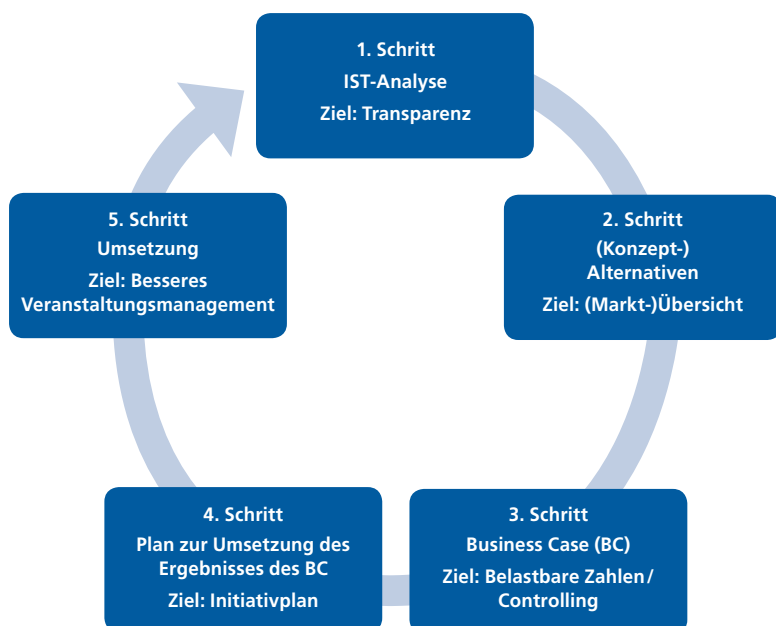 1. Schritt
IST-Analyse
Ziel: Transparenz
2. Schritt
(Konzept-)
Alternativen
Ziel: (Markt-)Übersicht
3. Schritt
Business Case (BC)
Ziel: Belastbare Zahlen/
Controlling
4. Schritt
Plan zur Umsetzung des
Ergebnisses des BC
Ziel: Initiativplan
5. Schritt
Umsetzung
Ziel: Besseres
Veranstaltungsmanagement